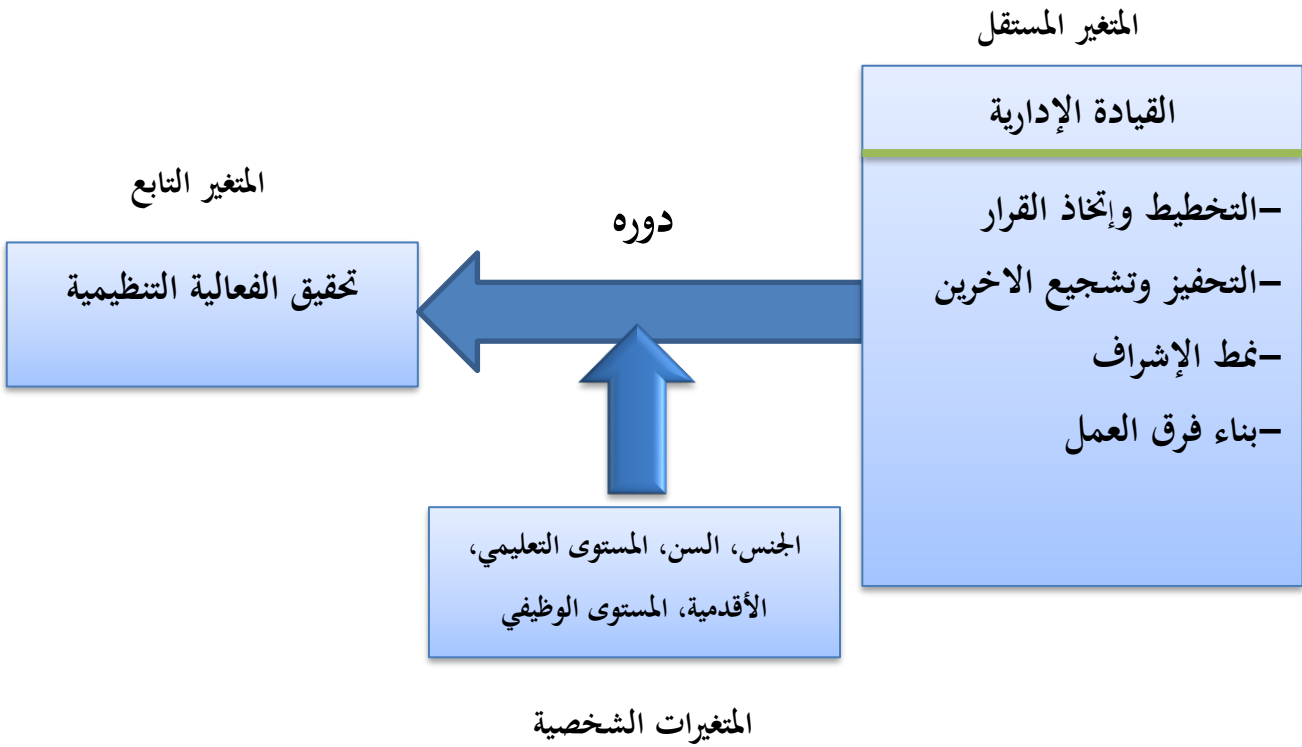 المتغير المستقل
القيادة الإدارية
–التخطيط وإتخاذ القرار
–التحفيز وتشجيع الاخرين
–نمط الإشراف
–بناء فرق العمل
دوره
المتغير التابع
تحقيق الفعالية التنظيمية
الجنس، السن، المستوى التعليمي،
الأقدمية، المستوى الوظيفي
المتغيرات الشخصية